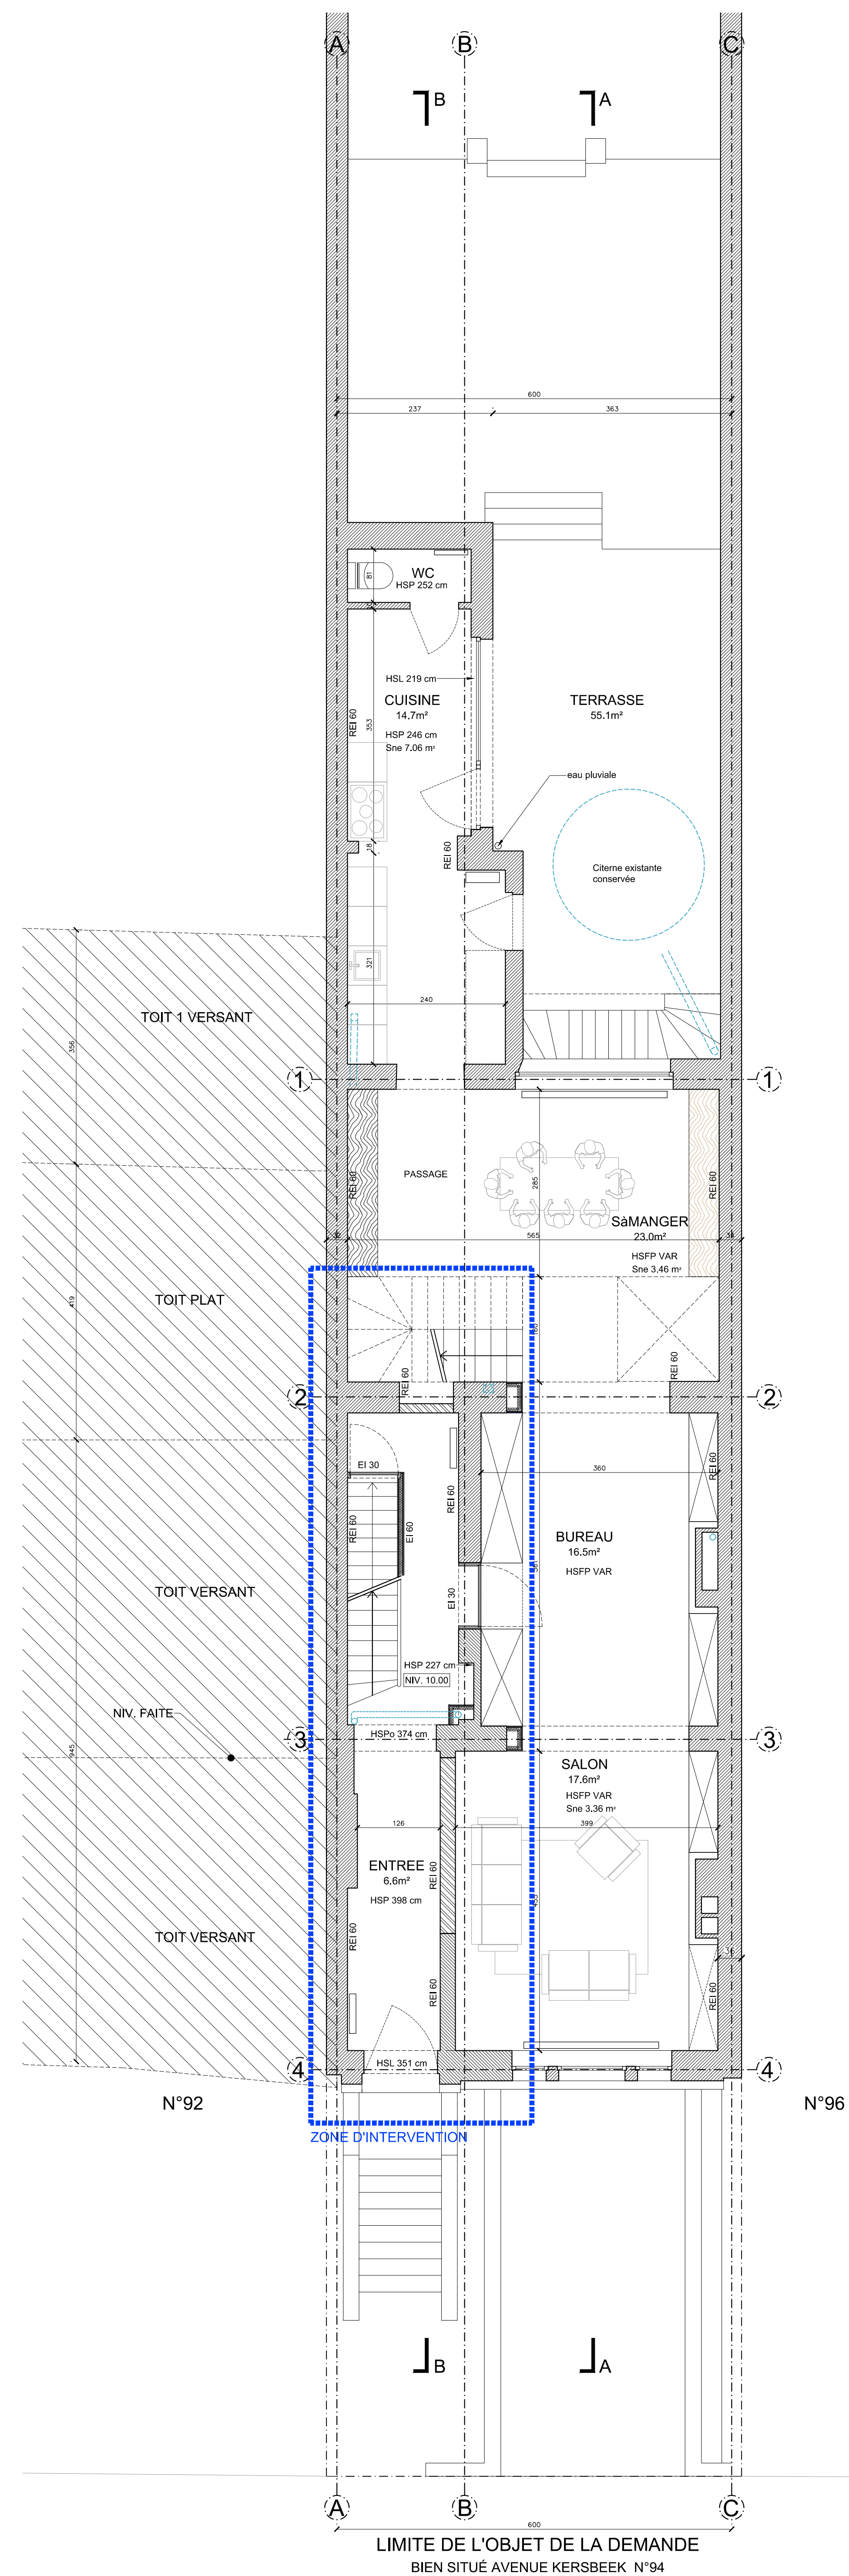 A
B
C
B
A
600
237
363
WC
HSP 252 cm
81
HSL 219 cm
CUISINE
14.7m²
HSP 246 cm
Sne 7.06 m²
REI 60
353
TERRASSE
55.1m²
eau pluviale
18
REI 60
Citerne existante
conservée
321
240
TOIT 1 VERSANT
356
1
1
PASSAGE
REI 60
285
REI 60
SàMANGER
23,0m²
565
HSFP VAR
Sne 3,46 m²
TOIT PLAT
419
160
REI 60
REI 60
2
2
EI 30
360
REI 60
REI 60
REI 60
EI 60
BUREAU
16.5m²
HSFP VAR
TOIT VERSANT
EI 30
HSP 227 cm
NIV. 10.00
NIV. FAITE
HSPo 374 cm
3
3
945
SALON
17.6m²
HSFP VAR
Sne 3.36 m²
126
399
ENTREE
6,6m²
HSP 398 cm
REI 60
REI 60
TOIT VERSANT
36
REI 60
REI 60
HSL 351 cm
4
4
N°92
N°96
ZONE D'INTERVENTION
B
A
A
B
C
600
LIMITE DE L'OBJET DE LA DEMANDE
BIEN SITUÉ AVENUE KERSBEEK N°94